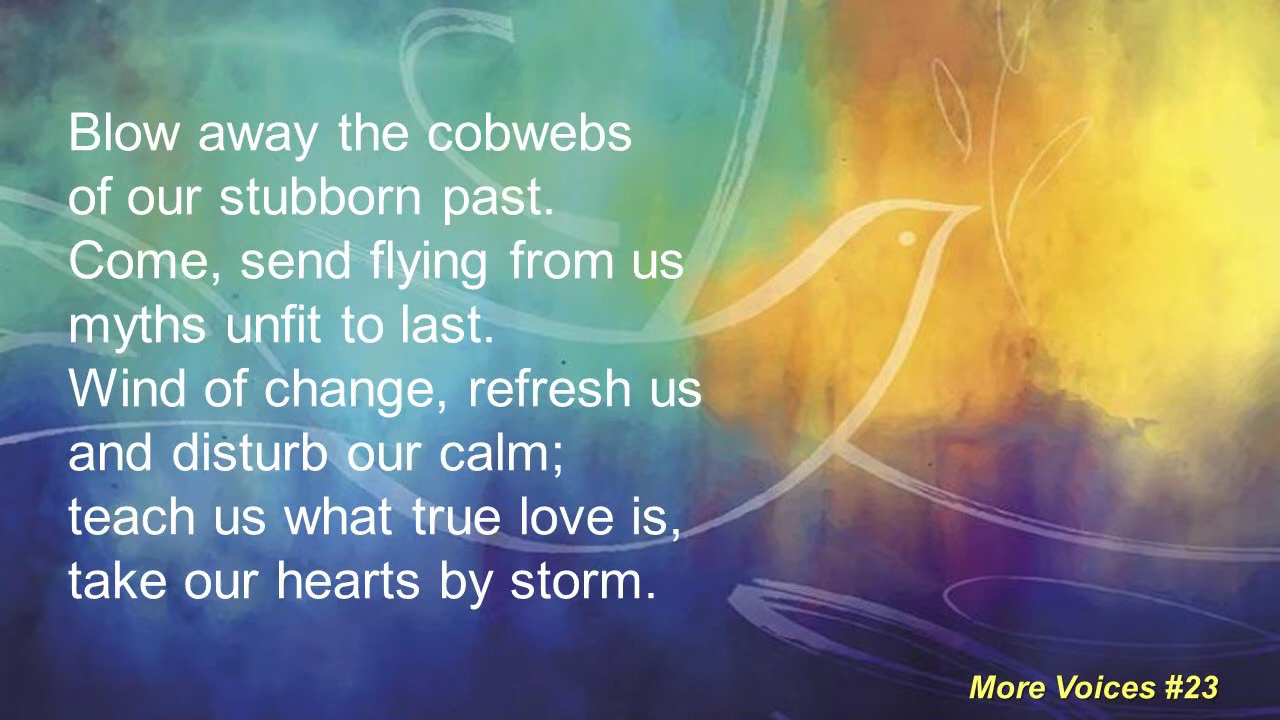 Blow away the cobwebs
of our stubborn past.
Come, send flying from us
myths unfit to last.
Wind of change, refresh us
and disturb our calm;
teach us what true love is,
take our hearts by storm.
More Voices #23